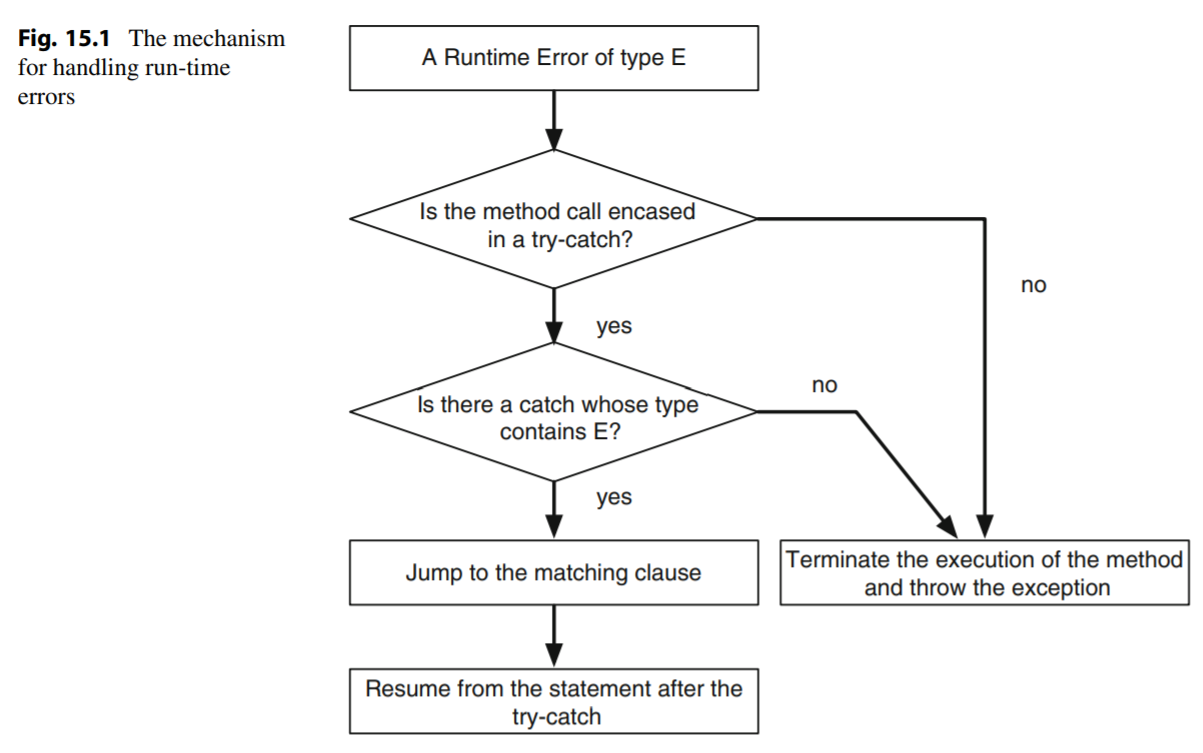 Fig. 15.1 The mechanism
for handling run-time
errors
A Runtime Error of type E
Is the method call encased
in a try-catch?
no
yes
Is there a catch whose type
contains E?
no
yes
Jump to the matching clause
Terminate the execution of the method
and throw the exception
Resume from the statement after the
try-catch